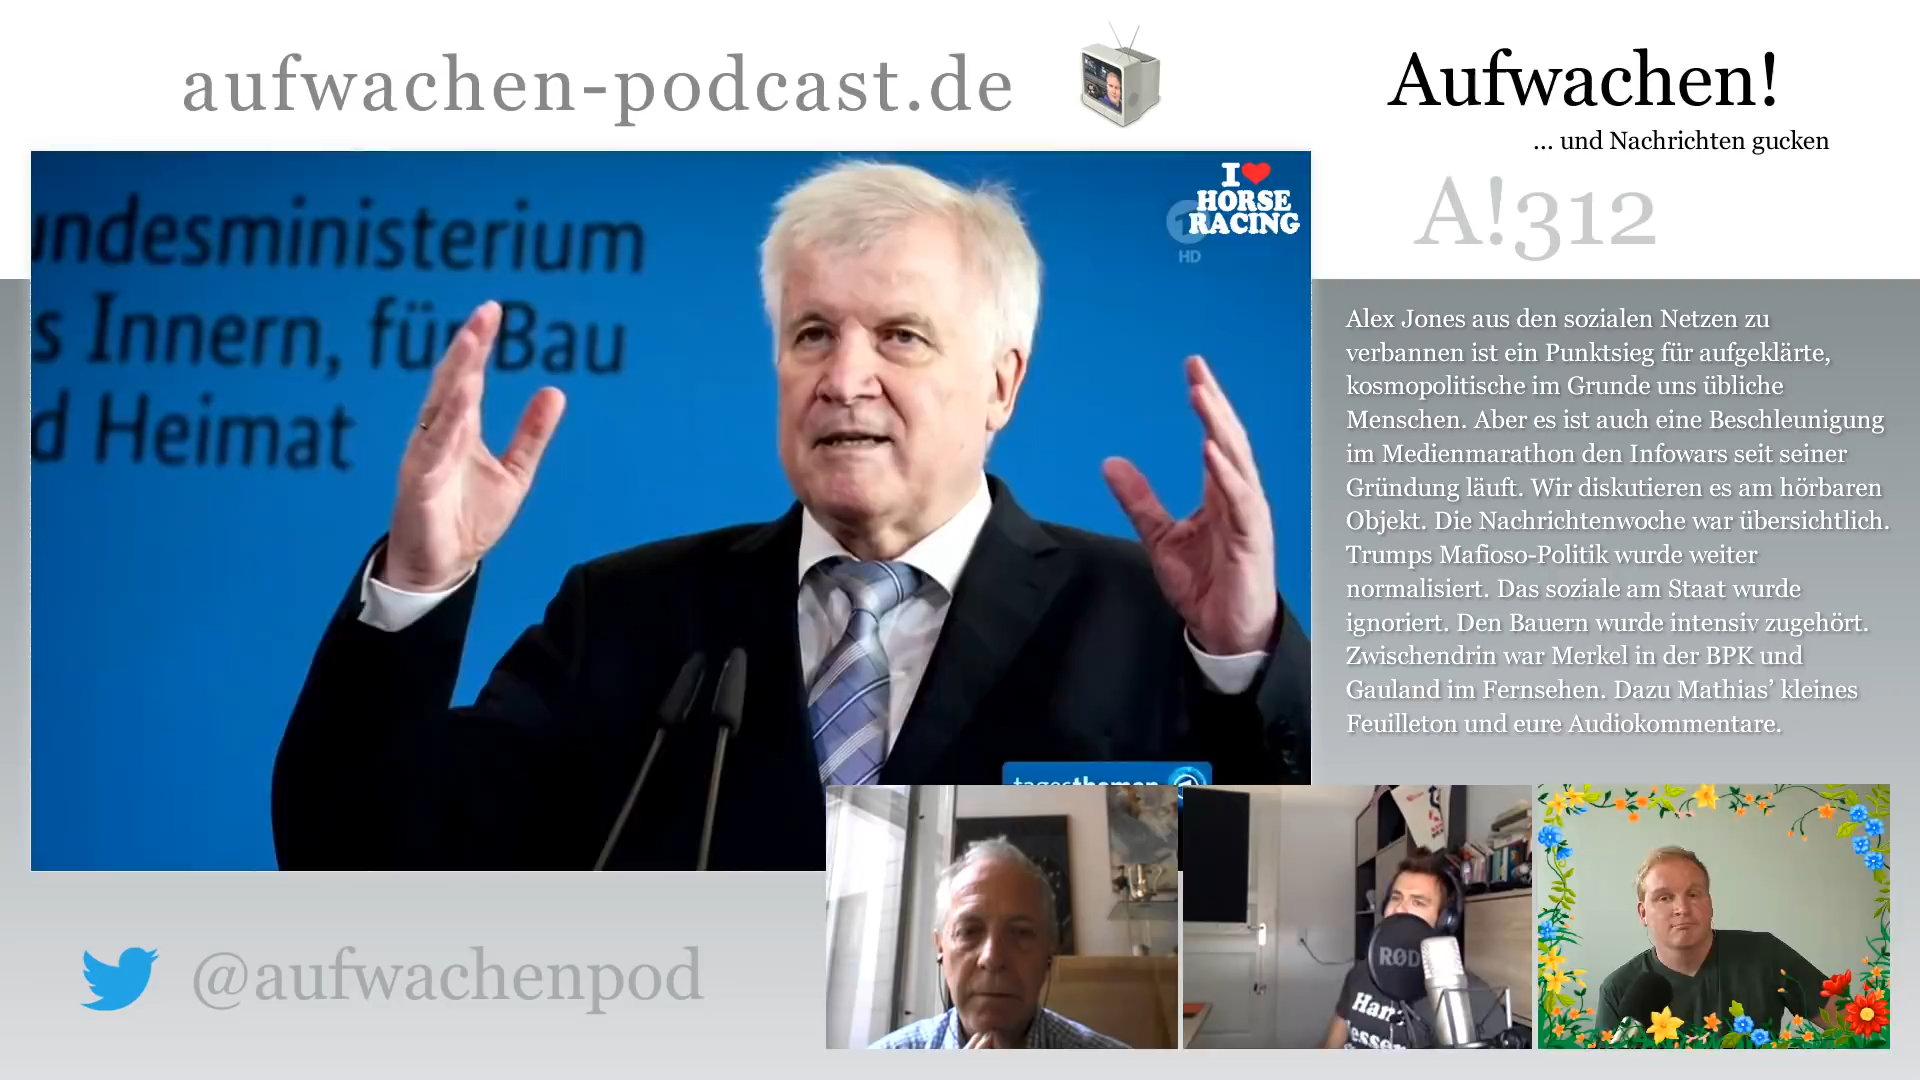 aufwachen-podcast.de
Aufwachen!
... und Nachrichten gucken
A!312
I
HORSE
RACING
HD
undesministerium
s Innern, für Bau
d Heimat
Alex Jones aus den sozialen Netzen zu
verbannen ist ein Punktsieg für aufgeklärte,
kosmopolitische im Grunde uns übliche
Menschen. Aber es ist auch eine Beschleunigung
im Medienmarathon den Infowars seit seiner
Gründung läuft. Wir diskutieren es am hörbaren
Objekt. Die Nachrichtenwoche war übersichtlich.
Trumps Mafioso-Politik wurde weiter
normalisiert. Das soziale am Staat wurde
ignoriert. Den Bauern wurde intensiv zugehört.
Zwischendrin war Merkel in der BPK und
Gauland im Fernsehen. Dazu Mathias’ kleines
Feuilleton und eure Audiokommentare.
tagesthemen
RØD
@aufwachenpod